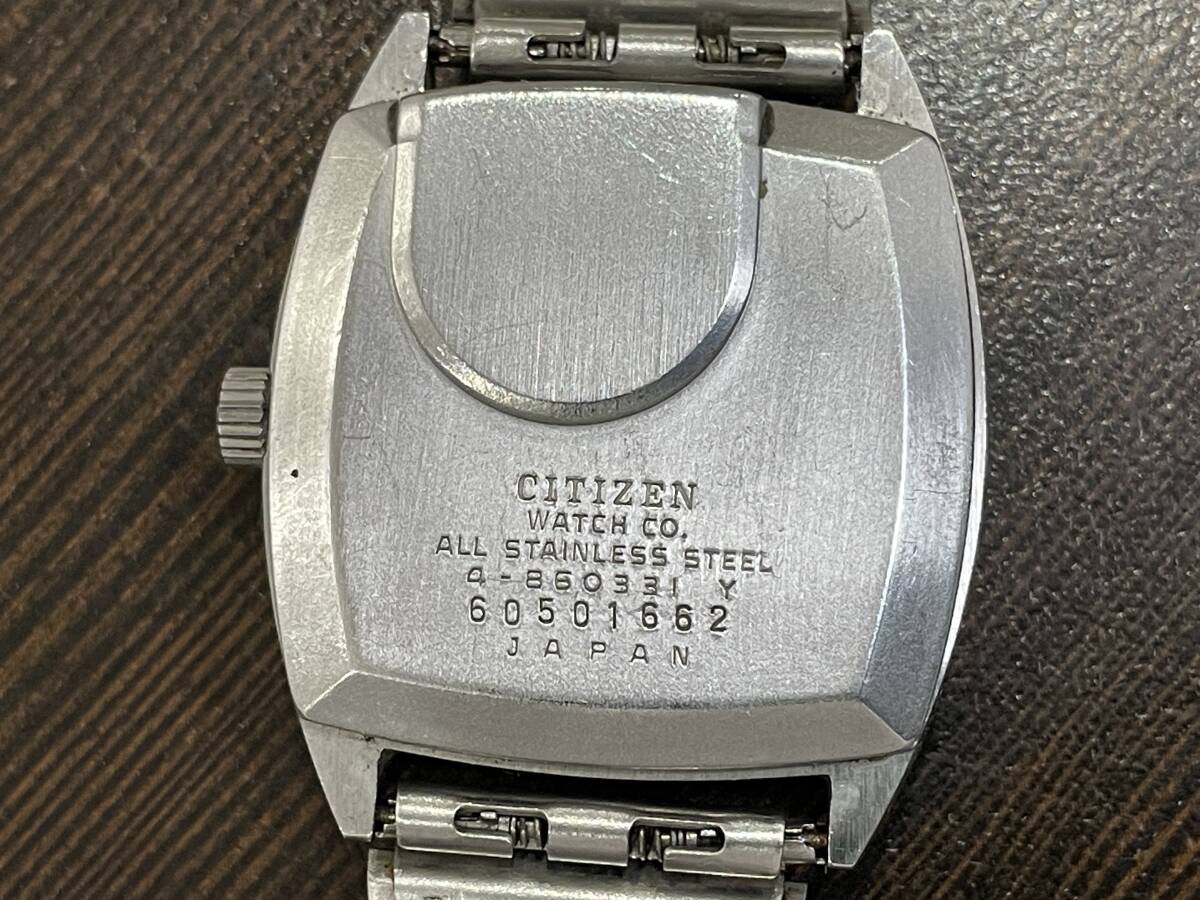 CITIZEN
WATCH CO.
ALL STAINLESS STEEL
4-860331 Y
60501662
JAPAN